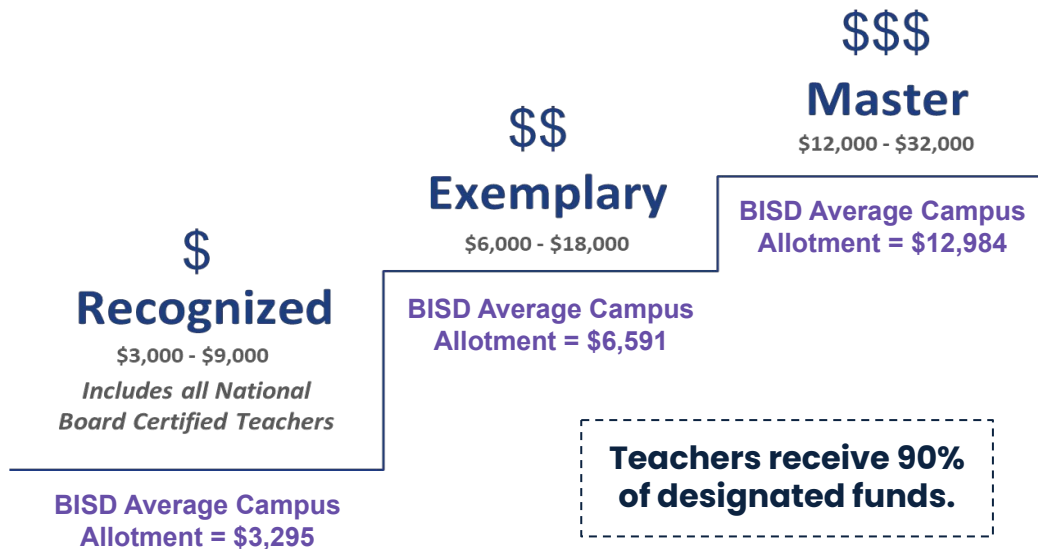 $
Recognized
$3,000 - $9,000
Includes all National
Board Certified Teachers
BISD Average Campus
Allotment = $3,295
$$
Exemplary
$6,000 - $18,000
BISD Average Campus
Allotment = $6,591
$$$
Master
$12,000 - $32,000
BISD Average Campus
Allotment = $12,984
Teachers receive 90%
of designated funds.